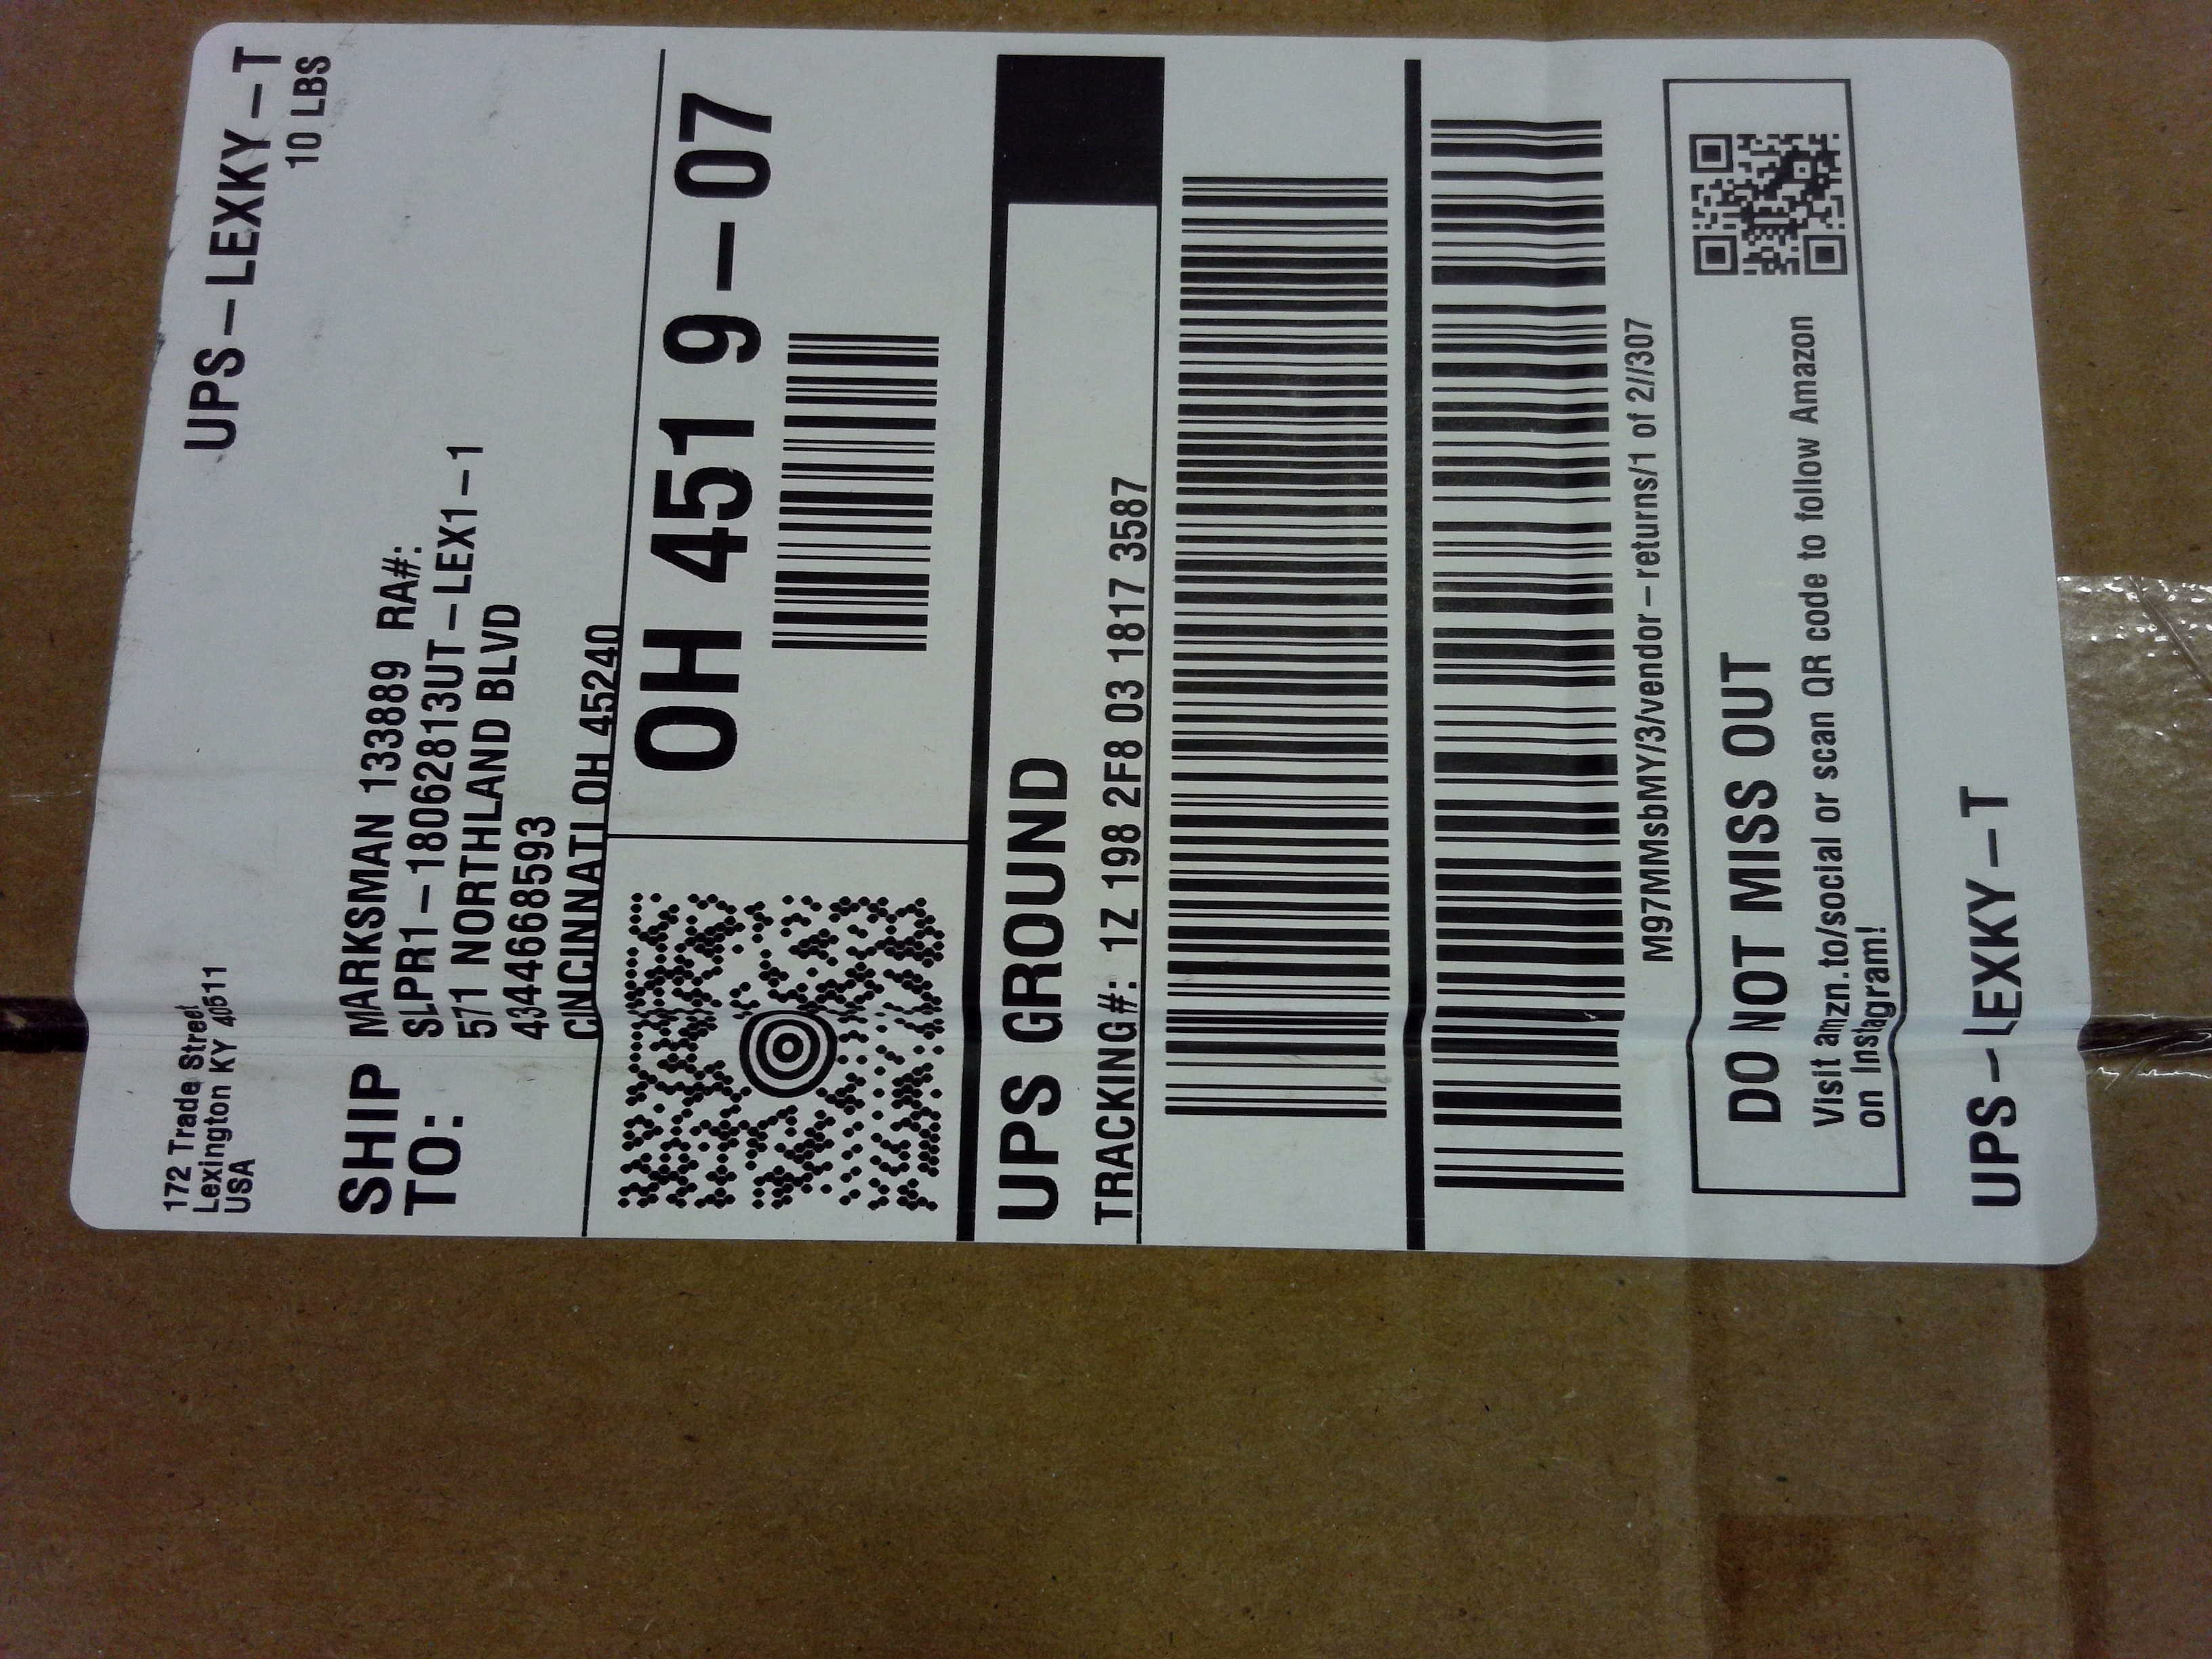 172 Trade Street
Lexington KY 40511
USA
UPS-LEXKY-T
10 LBS
SHIP
TO:
MARKSMAN 133889 RA#:
SLPR1-180628​13UT-LEX1-1
571 NORTHLAND BLVD
4344668593
CINCINNATI OH 45240
OH 451 9-07
UPS GROUND
TRACKING#: 1Z 198 2F8 03 1817 3587
M97MMsbMY/3/vendor-returns/1 of 2//307
DO NOT MISS OUT
Visit amzn.to/social or scan QR code to follow Amazon
on Instagram!
UPS-LEXKY-T